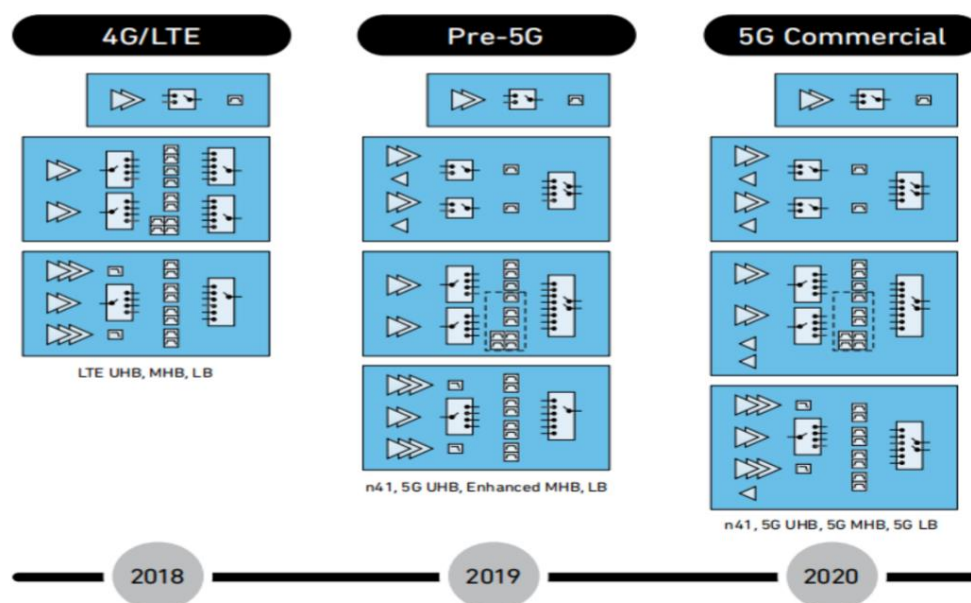 4G/LTE
Pre-5G
5G Commercial
LTE UHB, MHB, LB
n41, 5G UHB, Enhanced MHB, LB
n41, 5G UHB, 5G MHB, 5G LB
2018
2019
2020